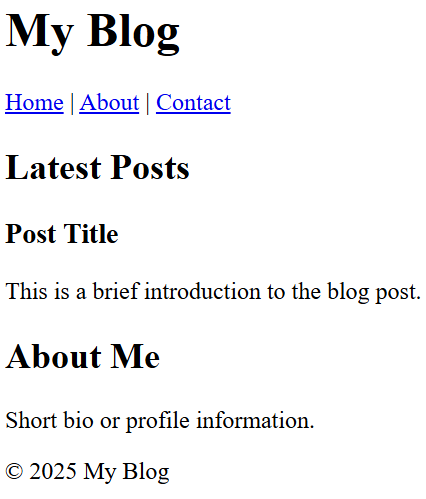 My Blog
Home | About | Contact
Latest Posts
Post Title
This is a brief introduction to the blog post.
About Me
Short bio or profile information.
© 2025 My Blog